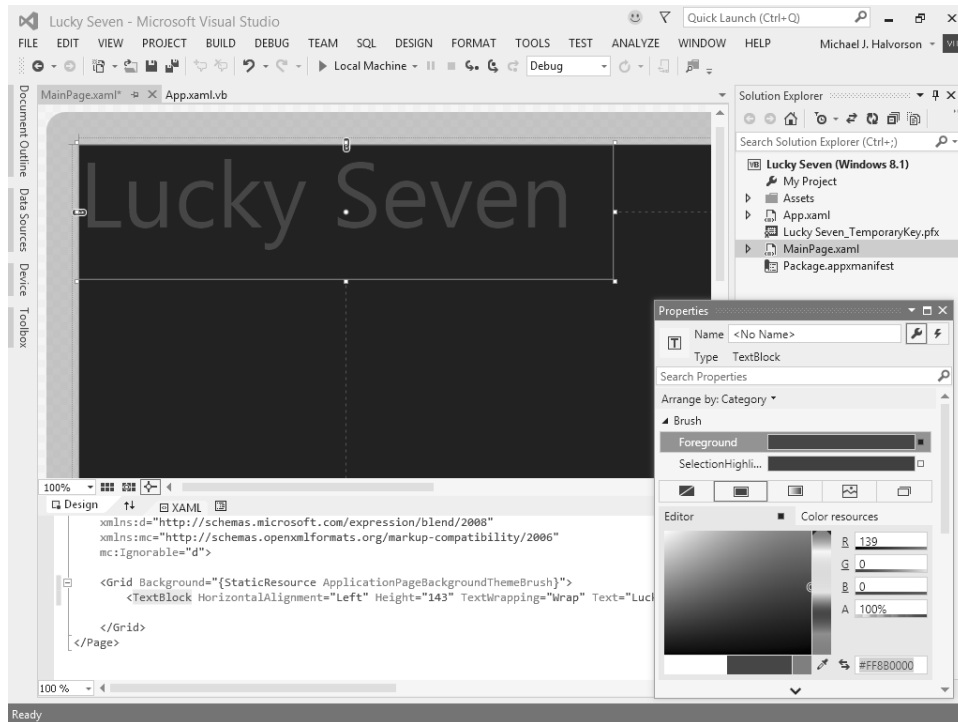 Lucky Seven - Microsoft Visual Studio
Quick Launch (Ctrl+Q)
FILE EDIT VIEW PROJECT BUILD DEBUG TEAM SQL DESIGN FORMAT TOOLS TEST ANALYZE WINDOW HELP Michael J. Halvorson
Local Machine Debug
Document Outline
Data Sources
Device
Toolbox
MainPage.xaml* App.xaml.vb
Lucky Seven
100%
Design XAML
xmlns:d="http://schemas.microsoft.com/expression/blend/2008"
xmlns:mc="http://schemas.openxmlformats.org/markup-compatibility/2006"
mc:Ignorable="d">
<Grid Background="{StaticResource ApplicationPageBackgroundThemeBrush}">
<TextBlock HorizontalAlignment="Left" Height="143" TextWrapping="Wrap" Text="Luc
</Grid>
</Page>
100 %
Ready
Solution Explorer
Search Solution Explorer (Ctrl+;)
VB Lucky Seven (Windows 8.1)
My Project
Assets
App.xaml
Lucky Seven_TemporaryKey.pfx
MainPage.xaml
Package.appxmanifest
Properties
Name <No Name>
Type TextBlock
Search Properties
Arrange by: Category
Brush
Foreground
SelectionHighli...
Editor Color resources
R 139
G 0
B 0
A 100%
#FF8B0000